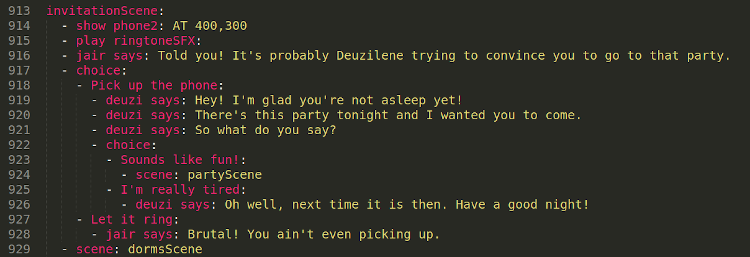 913 invitationScene:
914   - show phone2: AT 400,300
915   - play ringtoneSFX:
916   - jair says: Told you! It's probably Deuzilene trying to convince you to go to that party.
917   - choice:
918     - Pick up the phone:
919       - deuzi says: Hey! I'm glad you're not asleep yet!
920       - deuzi says: There's this party tonight and I wanted you to come.
921       - deuzi says: So what do you say?
922       - choice:
923         - Sounds like fun!:
924           - scene: partyScene
925         - I'm really tired:
926           - deuzi says: Oh well, next time it is then. Have a good night!
927     - Let it ring:
928       - jair says: Brutal! You ain't even picking up.
929   - scene: dormsScene